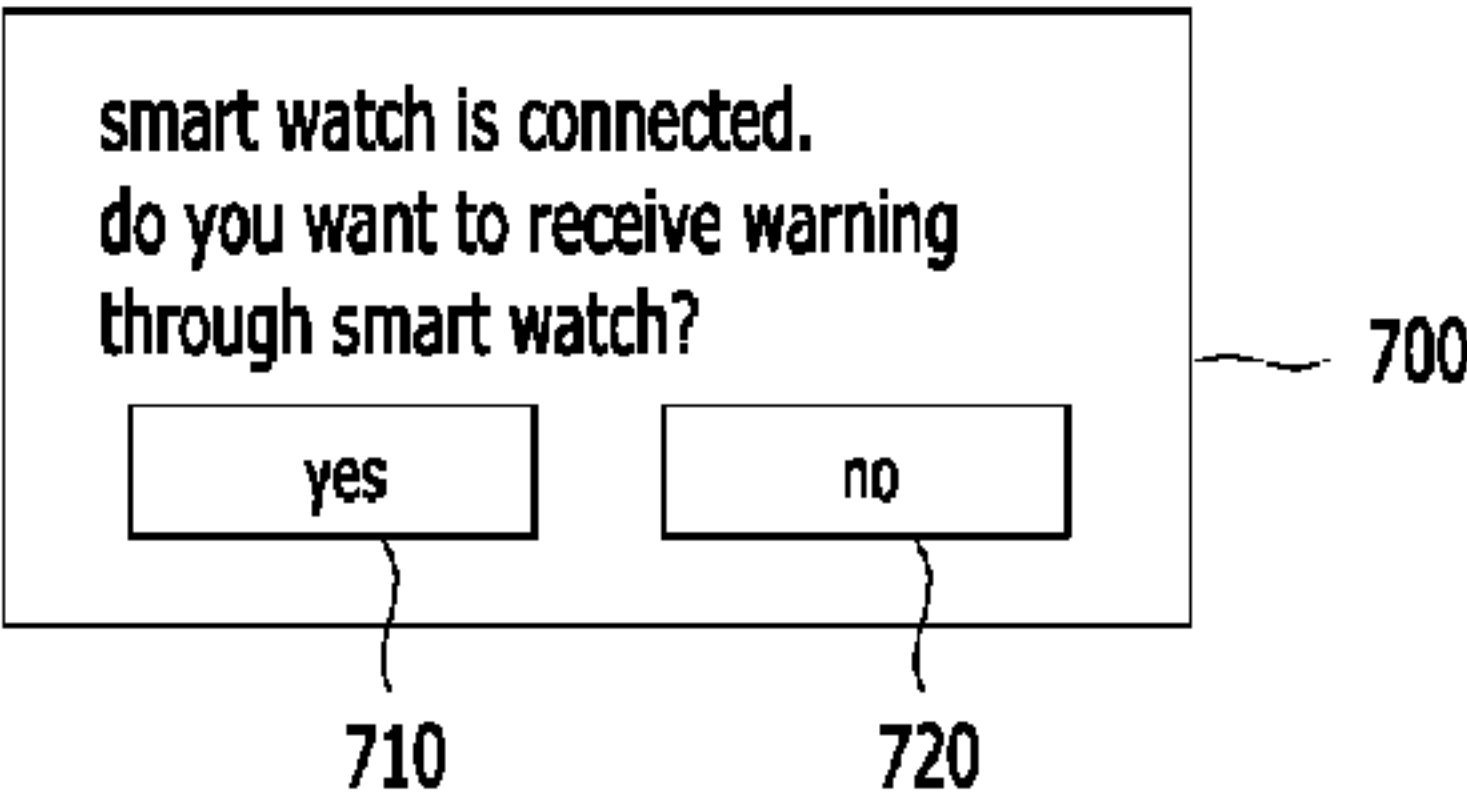 smart watch is connected.
do you want to receive warning
through smart watch?
700
yes no
710 720